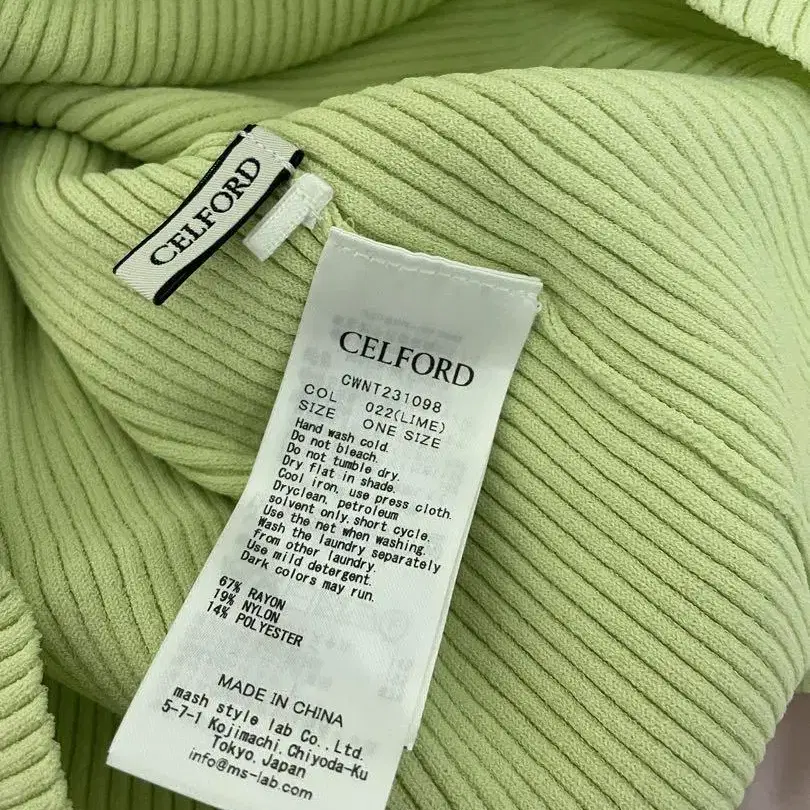 CELFORD
CELFORD
CWNT231098
COL 022(LIME)
SIZE ONE SIZE
Hand wash cold.
Do not bleach.
Do not tumble dry.
Dry flat in shade.
Cool iron, use press cloth.
Dryclean, petroleum
solvent only.short cycle.
Use the net when washing.
Wash the laundry separately
from other laundry.
Use mild detergent.
Dark colors may run.
67% RAYON
19% NYLON
14% POLYESTER
MADE IN CHINA
mash style lab Co., Ltd.
5-7-1 Kojimachi,Chiyoda-Ku
Tokyo,Japan
info@ms-lab.com